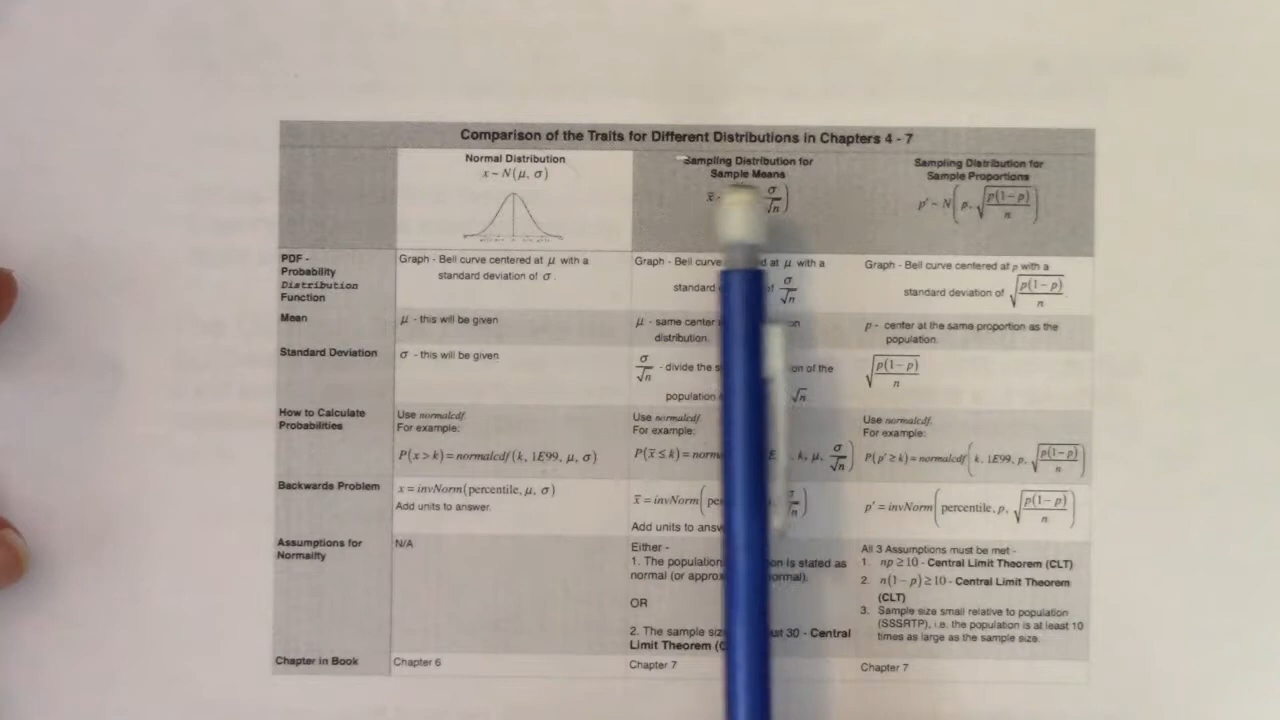 Comparison of the Traits for Different Distributions in Chapters 4 - 7
Normal Distribution
x ~ N(μ, σ)
Sampling Distribution for
Sample Means
x̄ σ/√n)
Sampling Distribution for
Sample Proportions
p′ ~ N(p, √(p(1−p)/n))
PDF -
Probability
Distribution
Function
Graph - Bell curve centered at μ with a
standard deviation of σ.
Graph - Bell curve at μ with a
standard of σ/√n
Graph - Bell curve centered at p with a
standard deviation of √(p(1−p)/n).
Mean
μ - this will be given
μ - same center
distribution.
p - center at the same proportion as the
population.
Standard Deviation
σ - this will be given
σ/√n - divide the of the
population √n.
√(p(1−p)/n)
How to Calculate
Probabilities
Use normalcdf.
For example:
P(x > k) = normalcdf(k, 1E99, μ, σ)
Use normalcdf.
For example:
P(x̄ ≤ k) = k, μ, σ/√n)
Use normalcdf.
For example:
P(p′ ≥ k) = normalcdf(k, 1E99, p, √(p(1−p)/n))
Backwards Problem
x = invNorm(percentile, μ, σ)
Add units to answer.
x̄ = invNorm( /√n)
Add units to
p′ = invNorm(percentile, p, √(p(1−p)/n))
Assumptions for
Normailty
N/A
Either -
1. The population is stated as
normal (or
OR
2. The sample 30 - Central
Limit Theorem
All 3 Assumptions must be met -
1. np ≥ 10 - Central Limit Theorem (CLT)
2. n(1−p) ≥ 10 - Central Limit Theorem
(CLT)
3. Sample size small relative to population
(SSSRTP), i.e. the population is at least 10
times as large as the sample size.
Chapter in Book
Chapter 6
Chapter 7
Chapter 7